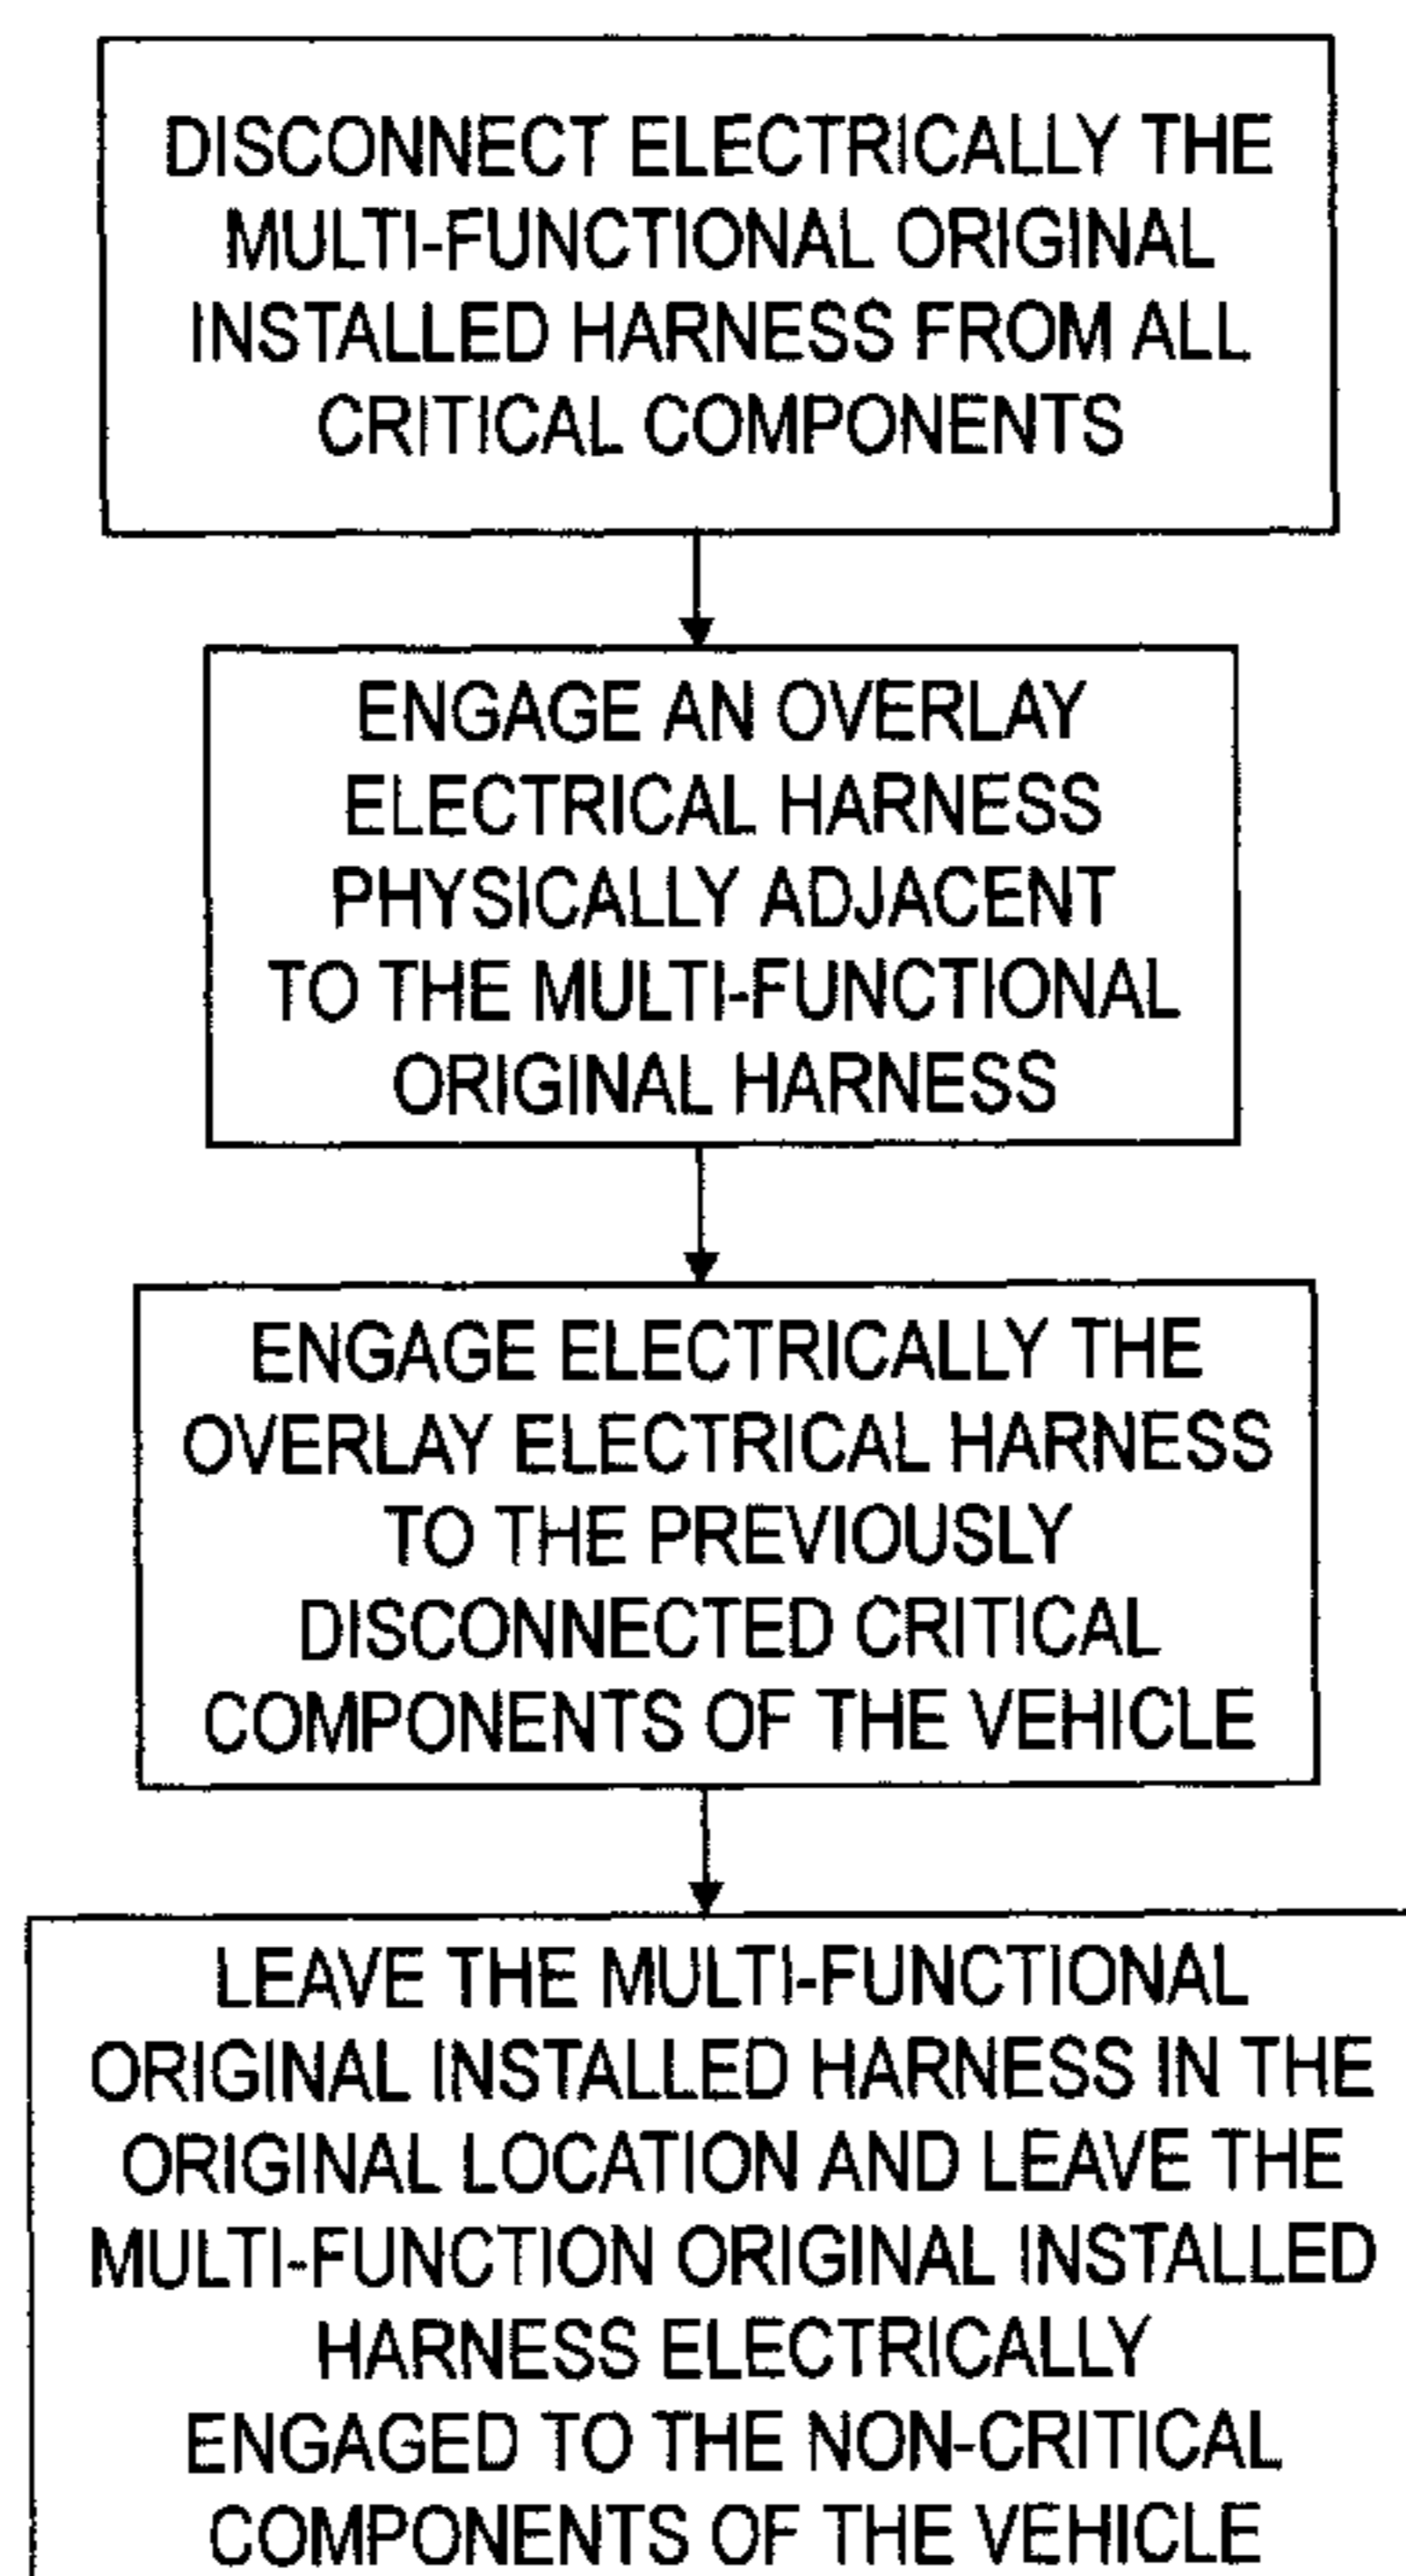 DISCONNECT ELECTRICALLY THE
MULTI-FUNCTIONAL ORIGINAL
INSTALLED HARNESS FROM ALL
CRITICAL COMPONENTS
ENGAGE AN OVERLAY
ELECTRICAL HARNESS
PHYSICALLY ADJACENT
TO THE MULTI-FUNCTIONAL
ORIGINAL HARNESS
ENGAGE ELECTRICALLY THE
OVERLAY ELECTRICAL HARNESS
TO THE PREVIOUSLY
DISCONNECTED CRITICAL
COMPONENTS OF THE VEHICLE
LEAVE THE MULTI-FUNCTIONAL
ORIGINAL INSTALLED HARNESS IN THE
ORIGINAL LOCATION AND LEAVE THE
MULTI-FUNCTION ORIGINAL INSTALLED
HARNESS ELECTRICALLY
ENGAGED TO THE NON-CRITICAL
COMPONENTS OF THE VEHICLE